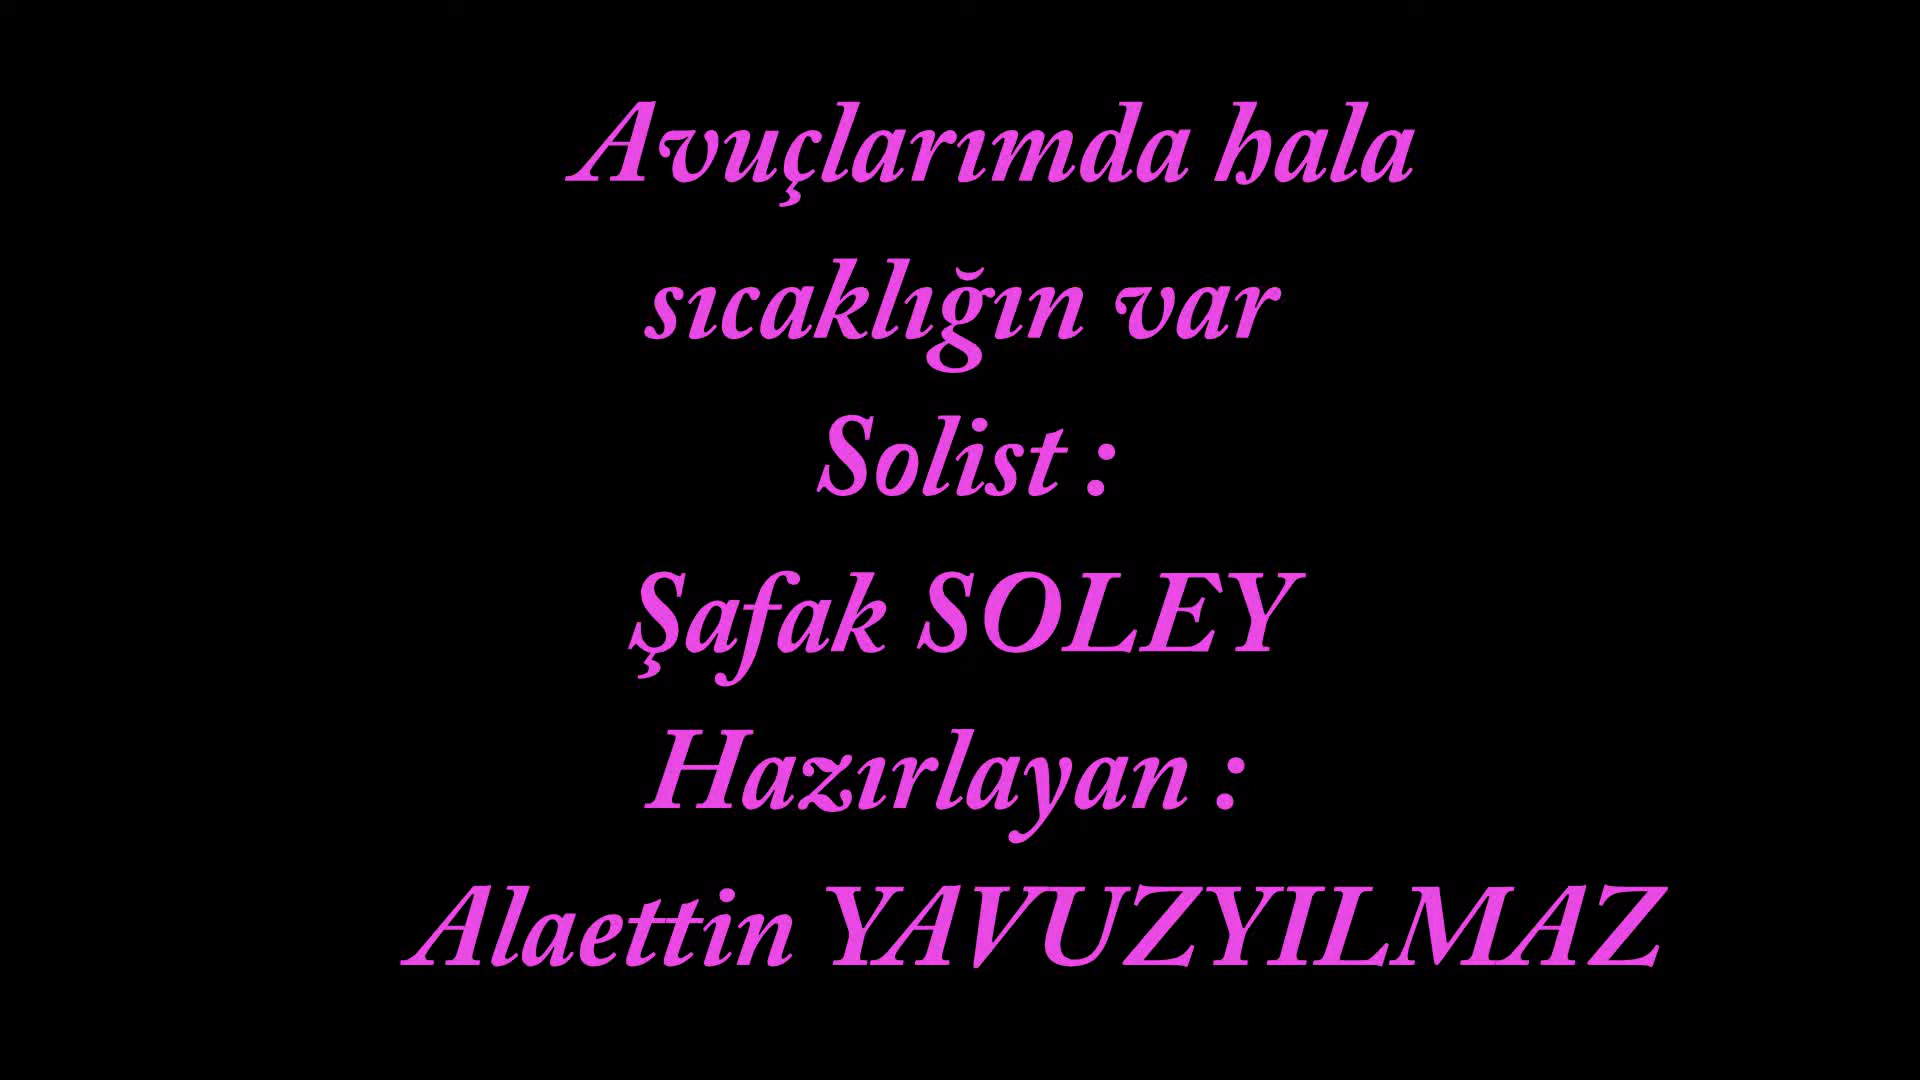 Avuçlarımda hala
sıcaklığın var
Solist :
Şafak SOLEY
Hazırlayan :
Alaettin YAVUZYILMAZ